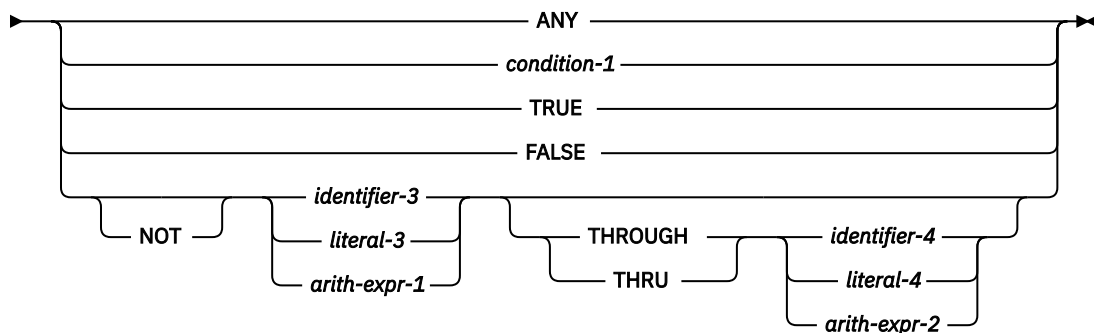 ANY
condition-1
TRUE
FALSE
identifier-3
NOT THROUGH identifier-4
literal-3
THRU literal-4
arith-expr-1
arith-expr-2